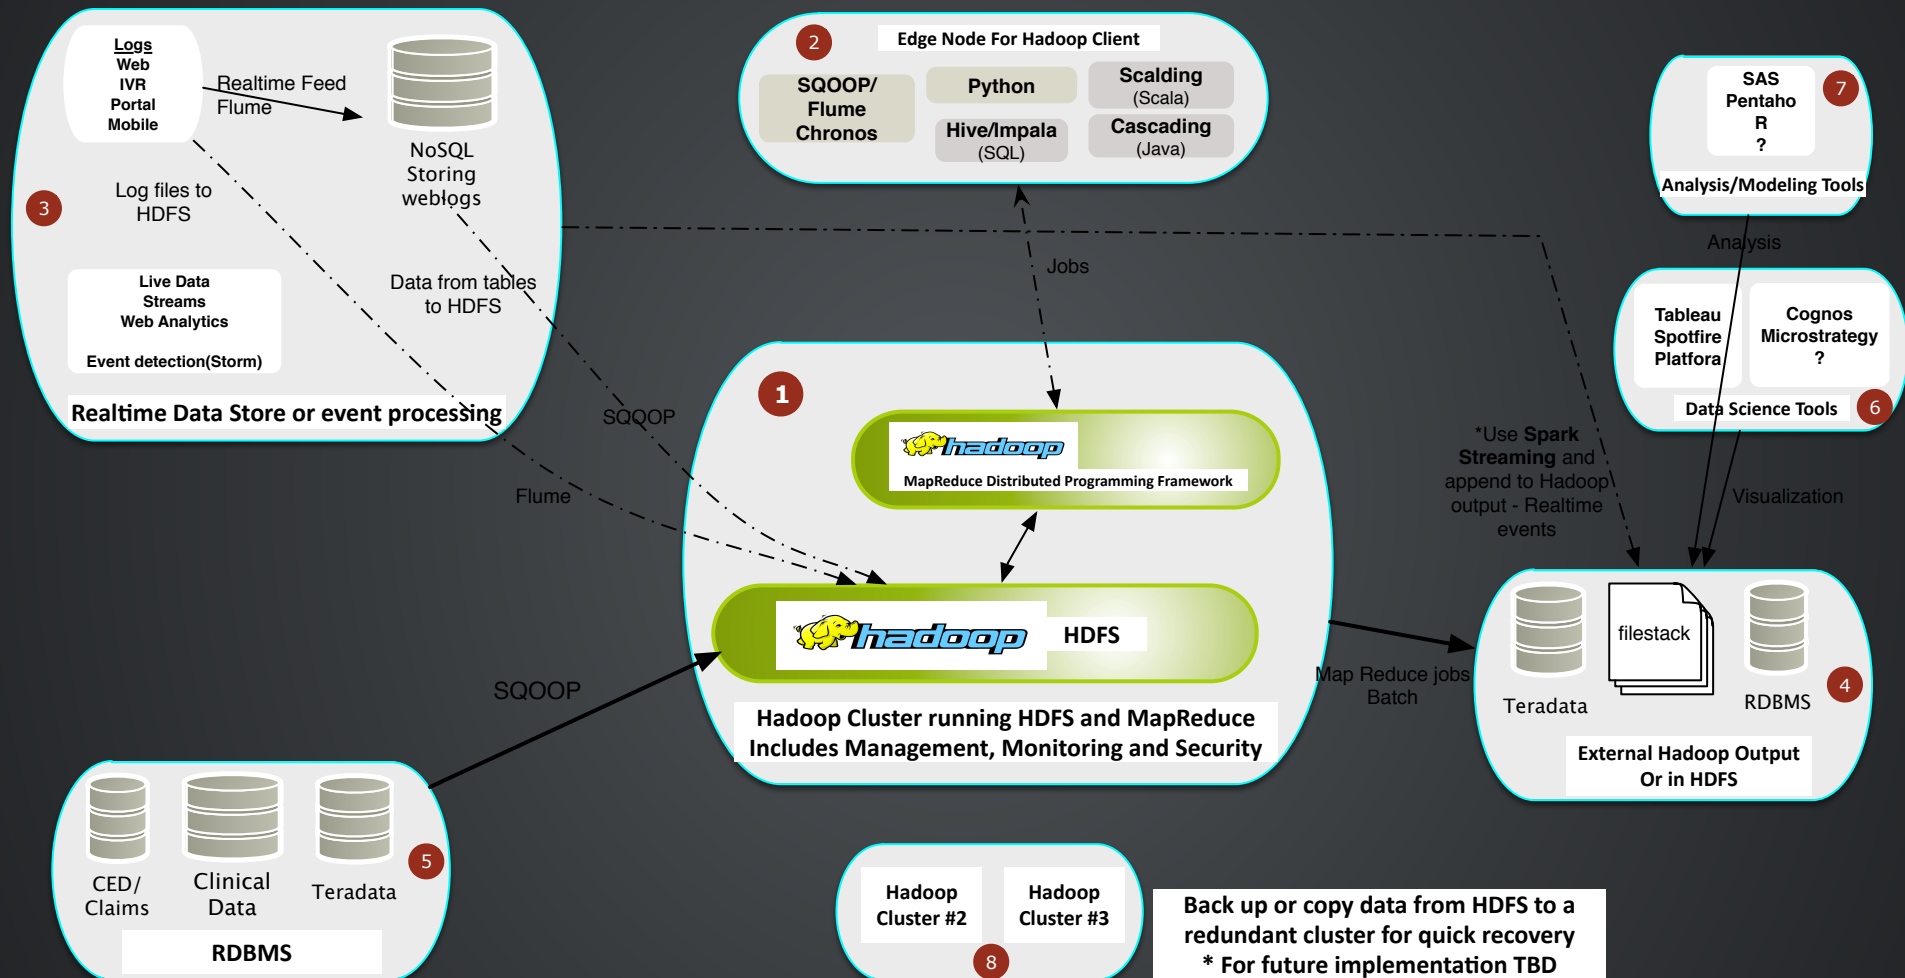 Logs
Web
IVR
Portal
Mobile
Realtime Feed
Flume
NoSQL
Storing
weblogs
Log files to
HDFS
3
Live Data
Streams
Web Analytics
Event detection(Storm)
Data from tables
to HDFS
Realtime Data Store or event processing
2
Edge Node For Hadoop Client
SQOOP/
Flume
Chronos
Python
Scalding
(Scala)
Hive/Impala
(SQL)
Cascading
(Java)
Jobs
SAS
Pentaho
R
?
7
Analysis/Modeling Tools
Analysis
Tableau
Spotfire
Platfora
Cognos
Microstrategy
?
Data Science Tools
6
SQOOP
Flume
1
hadoop
MapReduce Distributed Programming Framework
hadoop
HDFS
Hadoop Cluster running HDFS and MapReduce
Includes Management, Monitoring and Security
*Use Spark
Streaming and
append to Hadoop
output - Realtime
events
Visualization
SQOOP
Map Reduce jobs
Batch
Teradata
filestack
RDBMS
4
External Hadoop Output
Or in HDFS
CED/
Claims
Clinical
Data
Teradata
5
RDBMS
Hadoop
Cluster #2
Hadoop
Cluster #3
8
Back up or copy data from HDFS to a
redundant cluster for quick recovery
* For future implementation TBD